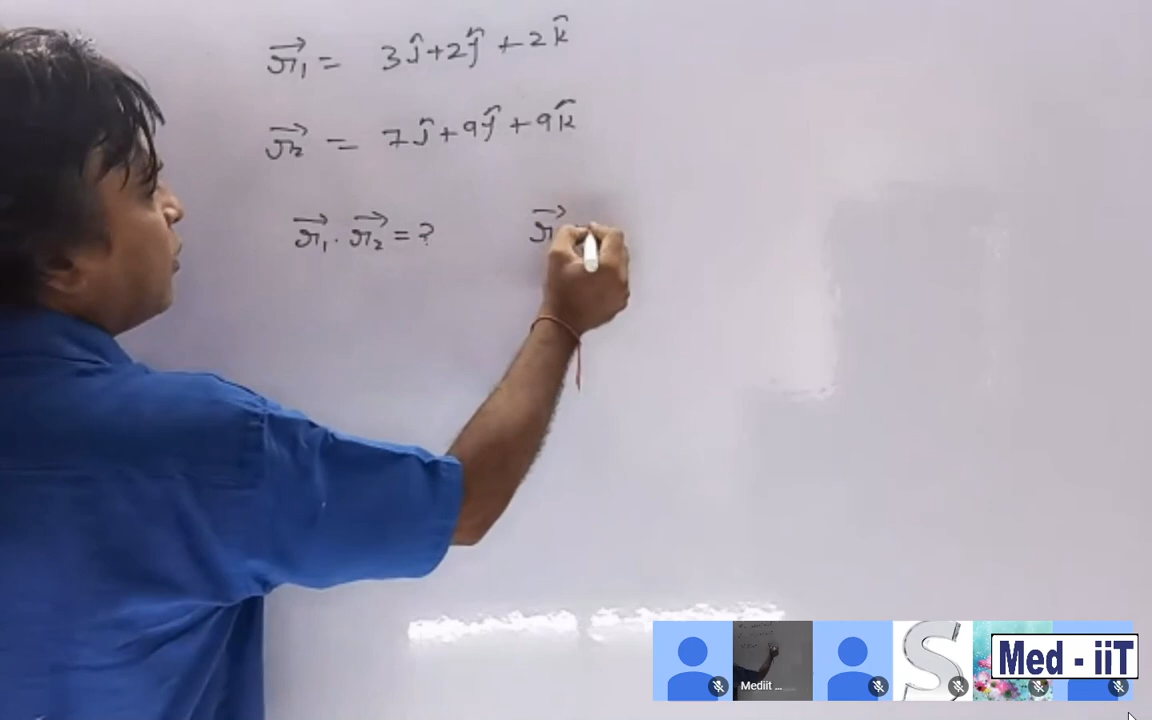 r⃗₁ = 3î+2ĵ+2k̂
r⃗₂ = 7î+9ĵ+9k̂
r⃗₁·r⃗₂=? r⃗
Mediit ...
S
Med - iiT